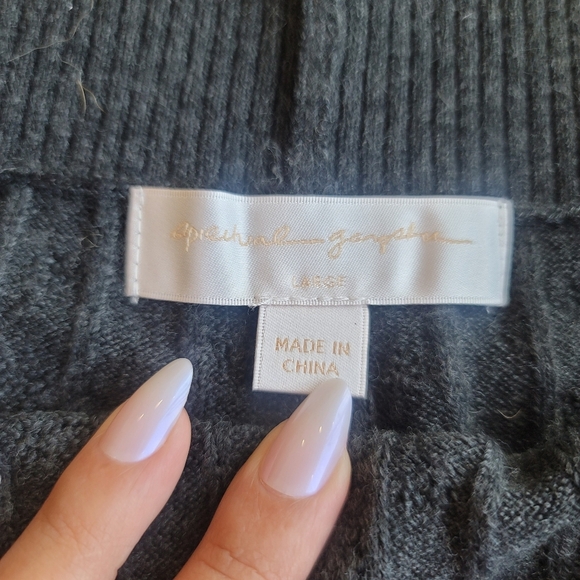 spiritual gangster
LARGE
MADE IN
CHINA